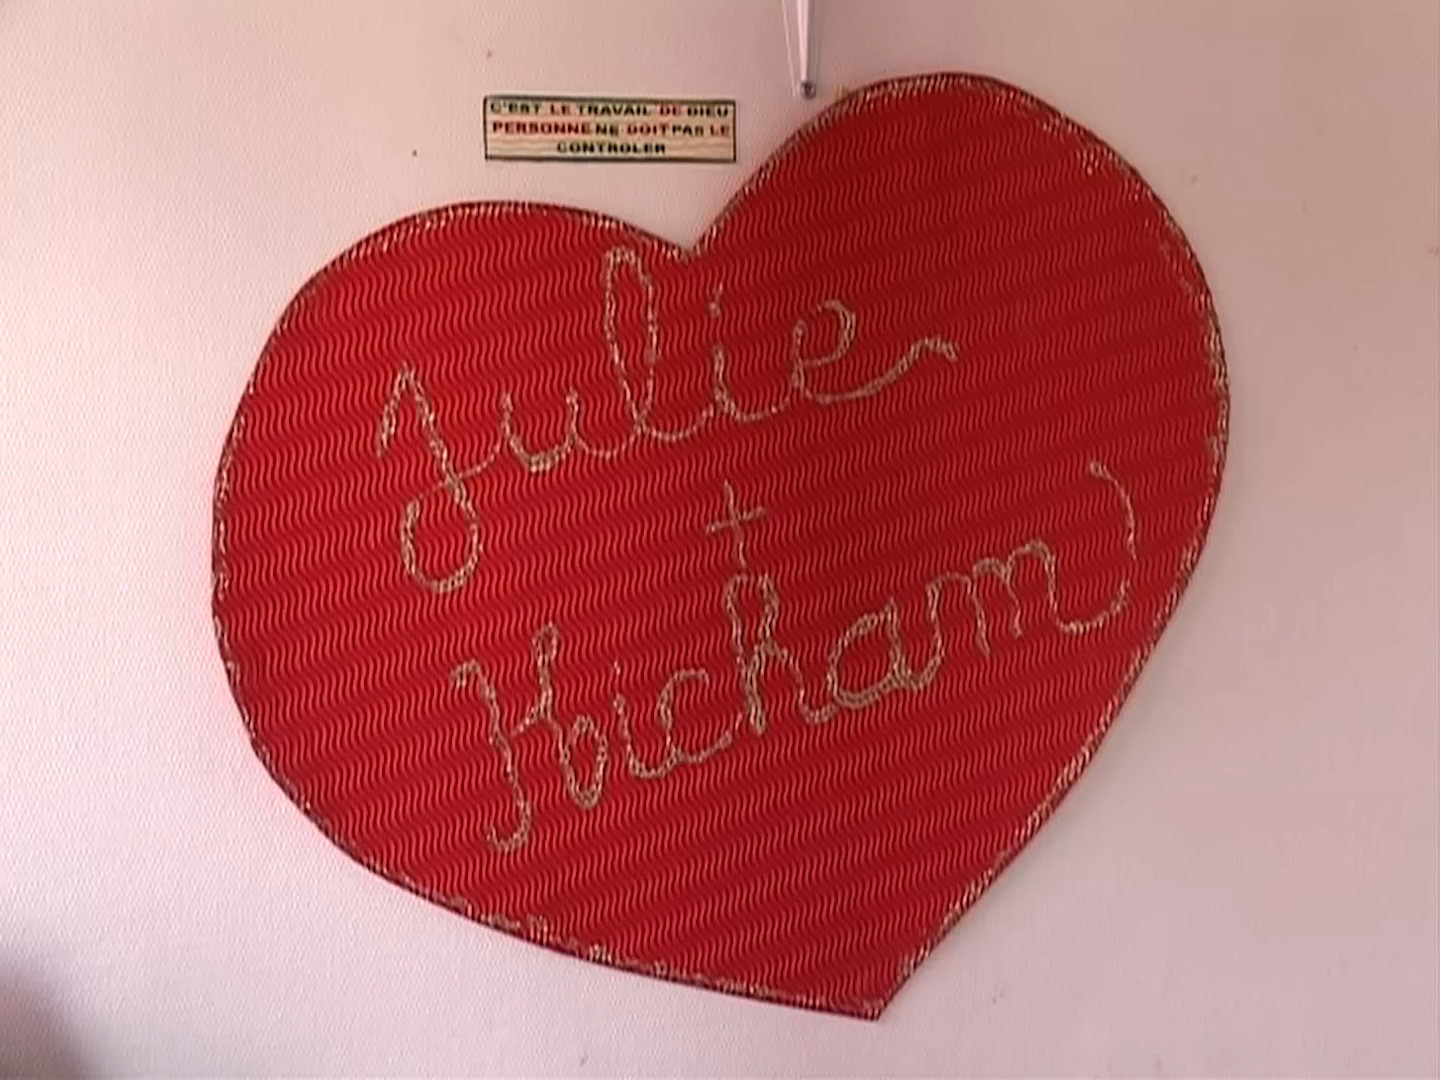 C'EST LE TRAVAIL DE DIEU
PERSONNE NE DOIT PAS LE
CONTROLER
Julie
+
Hicham